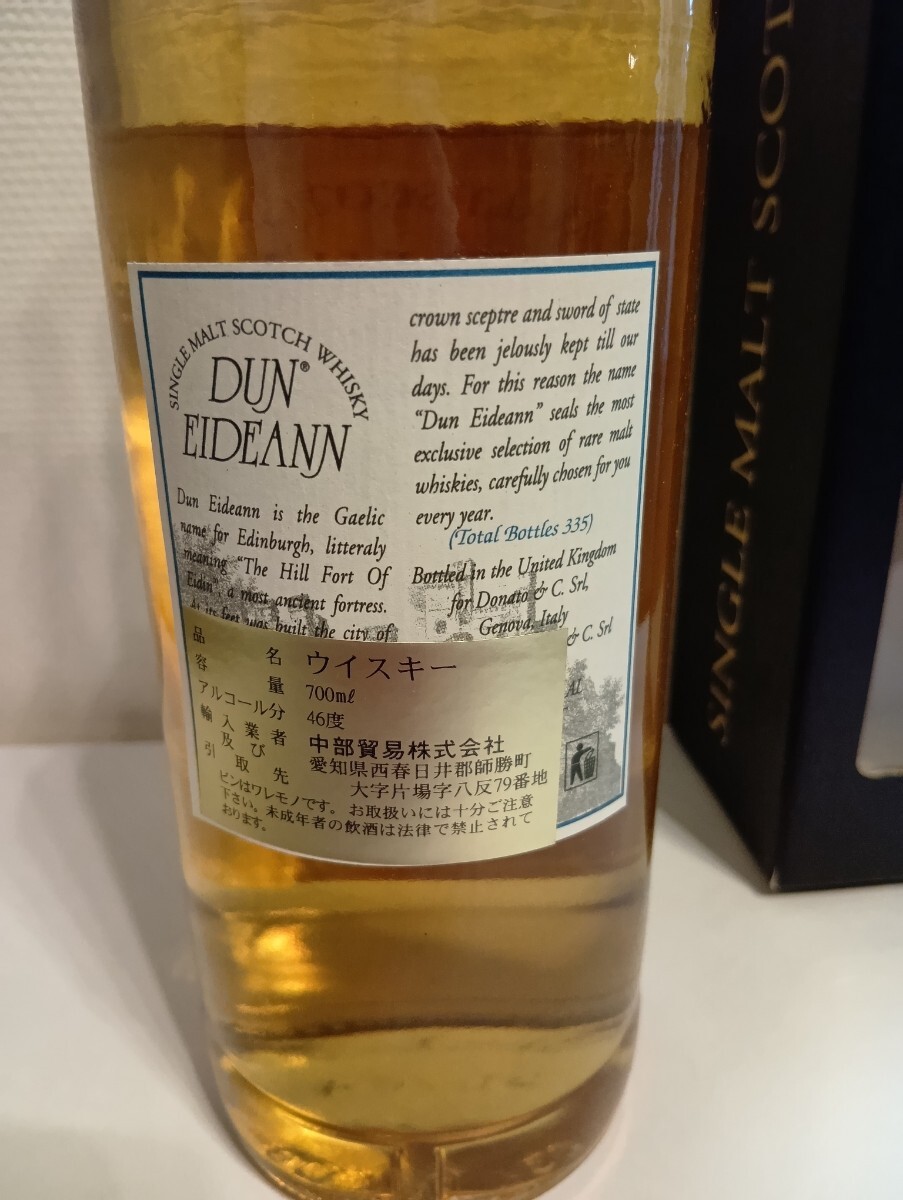 SINGLE MALT SCOTCH WHISKY
DUN®
EIDEANN
Dun Eideann is the Gaelic
name for Edinburgh, litteraly
meaning "The Hill Fort Of
Eidin", a most ancient fortress.
At its feet was built the city of
crown sceptre and sword of state
has been jelously kept till our
days. For this reason the name
"Dun Eideann" seals the most
exclusive selection of rare malt
whiskies, carefully chosen for you
every year.
(Total Bottles 335)
Bottled in the United Kingdom
for Donato & C. Srl,
Genova, Italy
& C. Srl
品名 ウイスキー
容量 700mℓ
アルコール分 46度
輸入業者 中部貿易株式会社
及び 愛知県西春日井郡師勝町
引取先 大字片場字八反79番地
ビンはワレモノです。お取扱いには十分ご注意
下さい。未成年者の飲酒は法律で禁止されて
おります。
SINGLE MALT SCOT